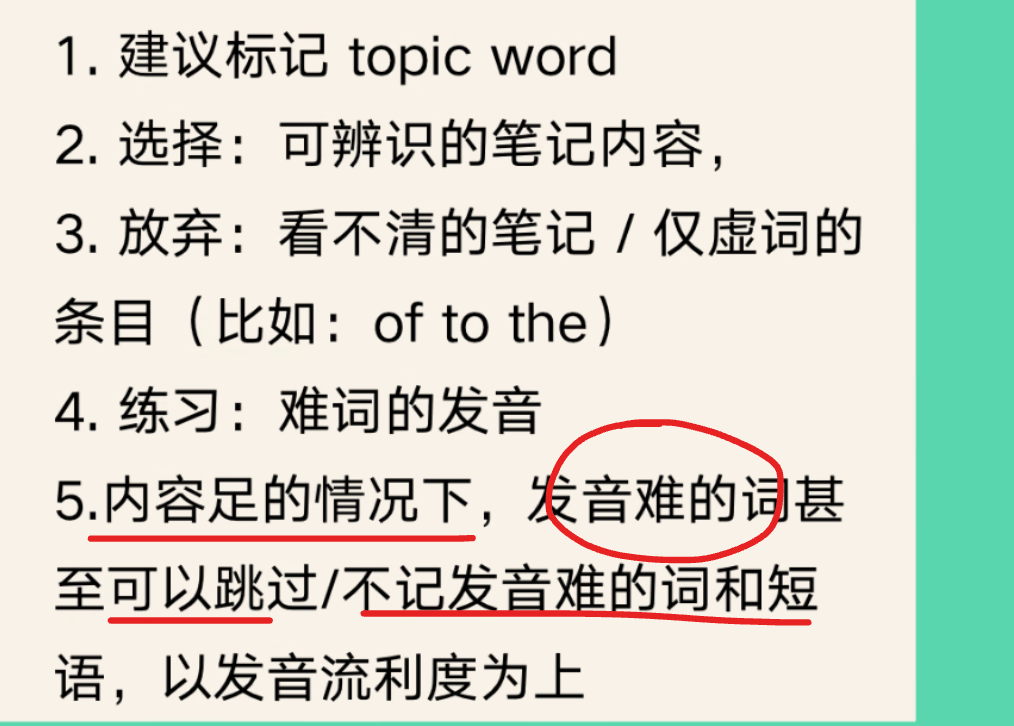 1. 建议标记 topic word
2. 选择：可辨识的笔记内容，
3. 放弃：看不清的笔记 / 仅虚词的
条目（比如：of to the）
4. 练习：难词的发音
5.内容足的情况下，发音难的词甚
至可以跳过/不记发音难的词和短
语，以发音流利度为上